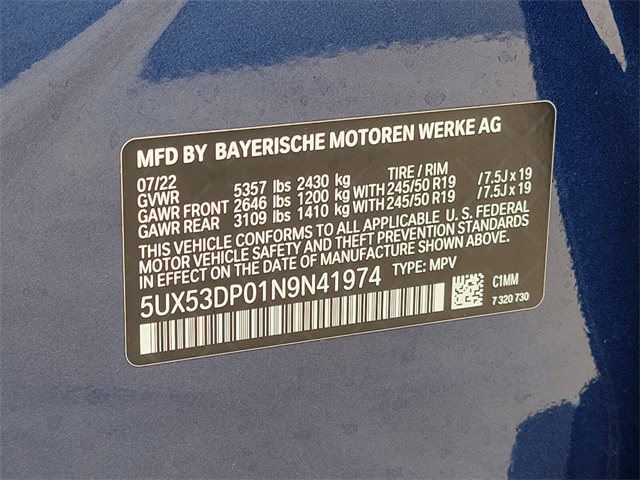 MFD BY BAYERISCHE MOTOREN WERKE AG
07/22 TIRE / RIM
GVWR 5357 lbs 2430 kg
GAWR FRONT 2646 lbs 1200 kg WITH 245/50 R19 /7.5J x 19
GAWR REAR 3109 lbs 1410 kg WITH 245/50 R19 /7.5J x 19
THIS VEHICLE CONFORMS TO ALL APPLICABLE U. S. FEDERAL
MOTOR VEHICLE SAFETY AND THEFT PREVENTION STANDARDS
IN EFFECT ON THE DATE OF MANUFACTURE SHOWN ABOVE.
5UX53DP01N9N41974 TYPE: MPV
C1MM
7 320 730